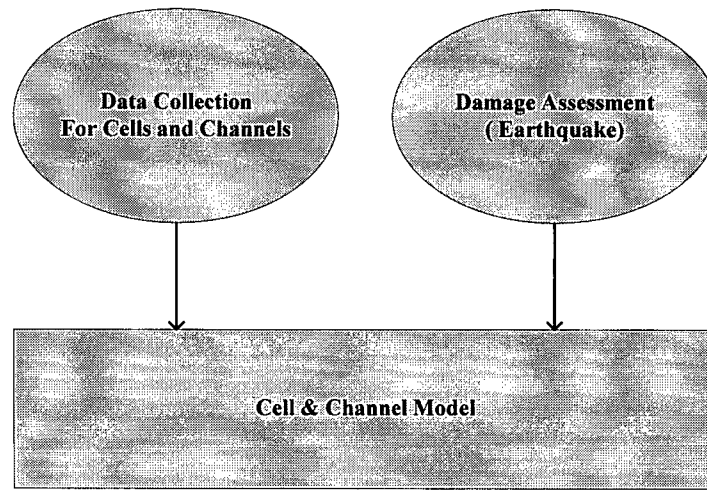 Data Collection
For Cells and Channels
Damage Assessment
( Earthquake)
Cell & Channel Model